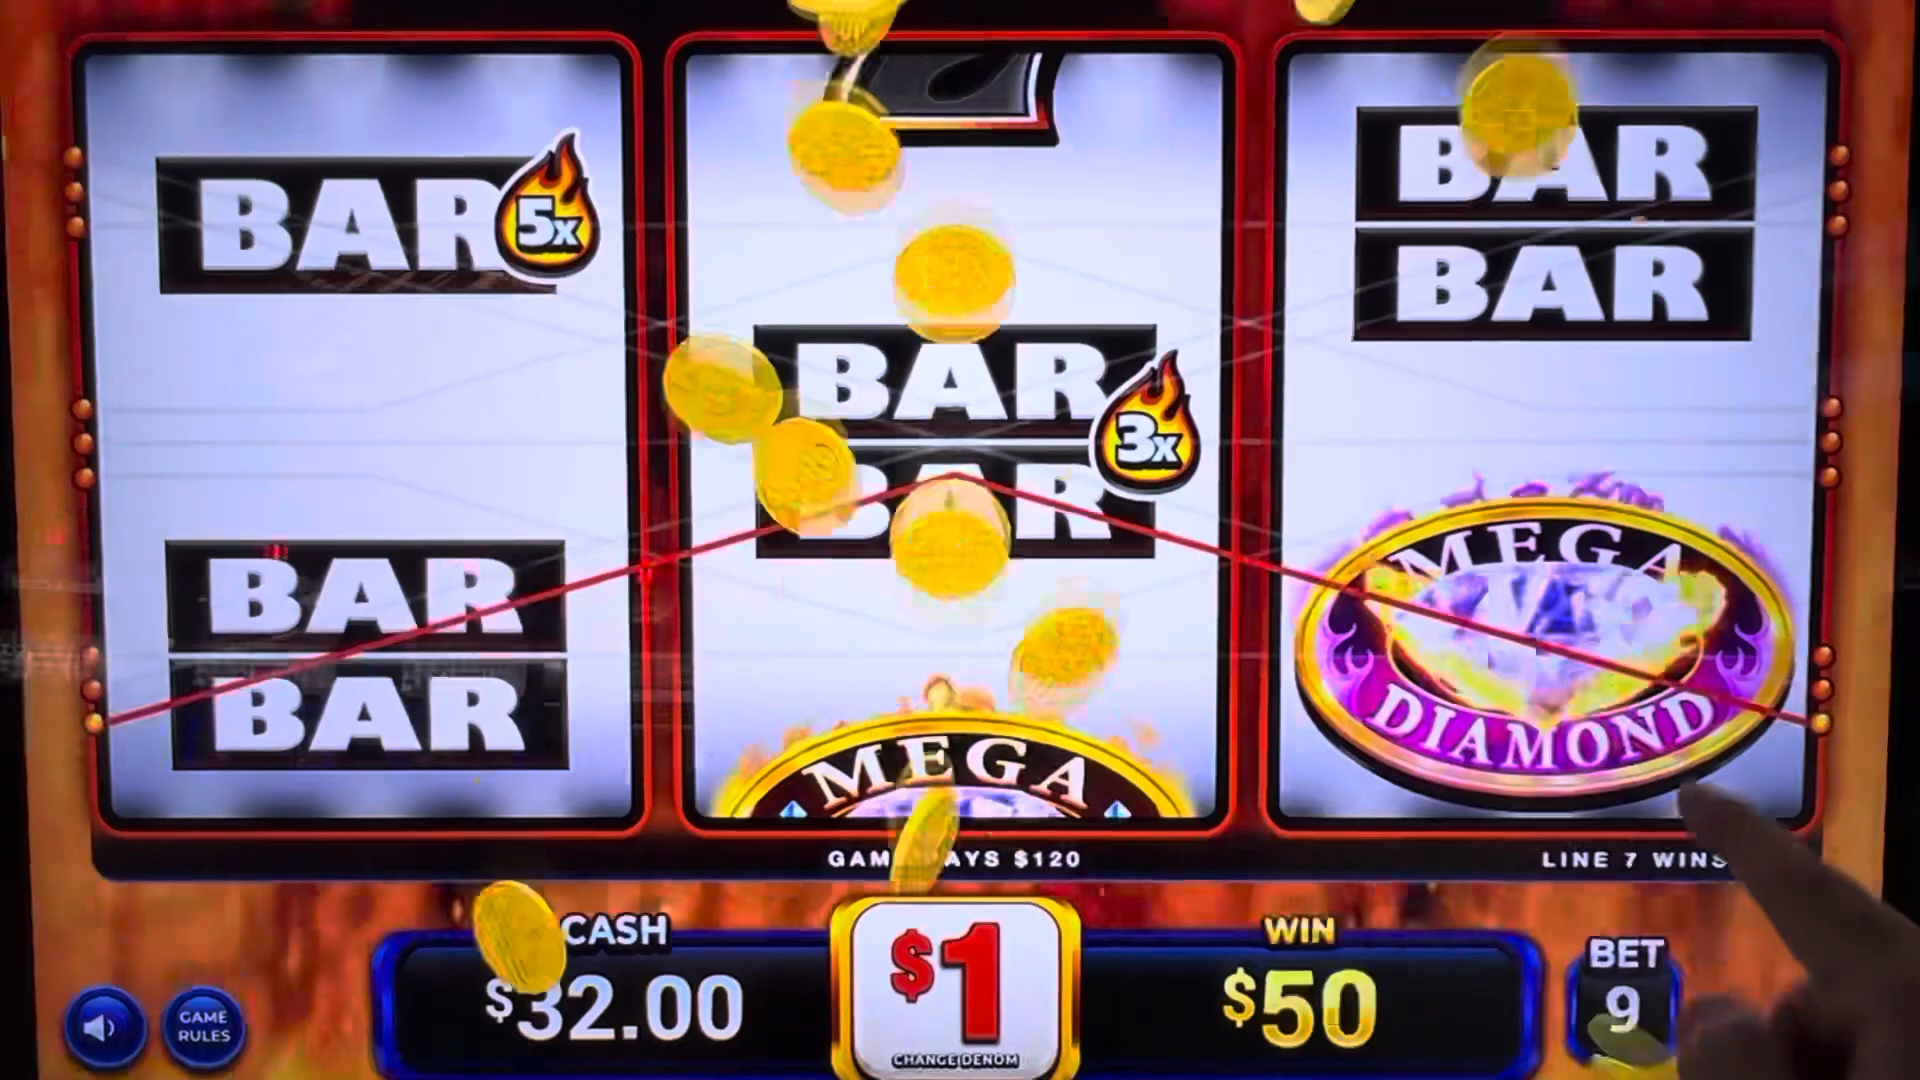 BAR 5x
BAR
BAR
BAR
BAR 3x
BAR
BAR
BAR
MEGA
DIAMOND
MEGA
$120
LINE 7 WINS
CASH
$32.00
$1
CHANGE DENOM
WIN
$50
BET
9
GAME
RULES